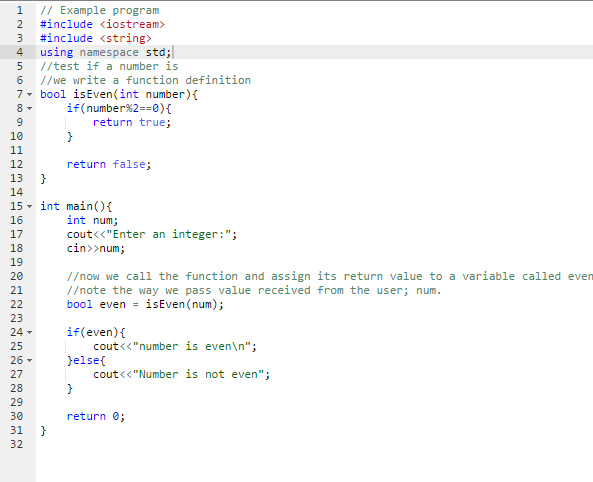 1 // Example program
2 #include <iostream>
3 #include <string>
4 using namespace std;
5 //test if a number is
6 //we write a function definition
7 bool isEven(int number){
8 if(number%2==0){
9 return true;
10 }
11
12 return false;
13 }
14
15 int main(){
16 int num;
17 cout<<"Enter an integer:";
18 cin>>num;
19
20 //now we call the function and assign its return value to a variable called even
21 //note the way we pass value received from the user; num.
22 bool even = isEven(num);
23
24 if(even){
25 cout<<"number is even\n";
26 }else{
27 cout<<"Number is not even";
28 }
29
30 return 0;
31 }
32